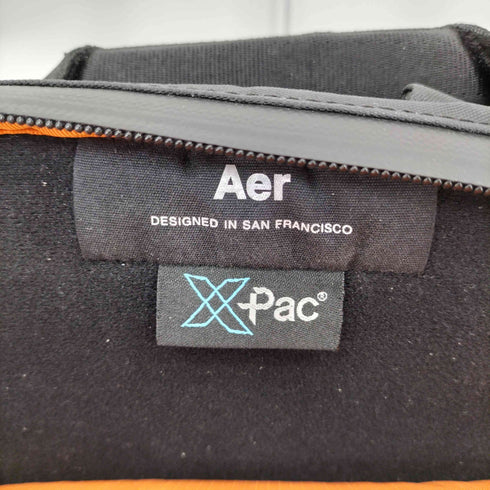 Aer
DESIGNED IN SAN FRANCISCO
X-Pac®